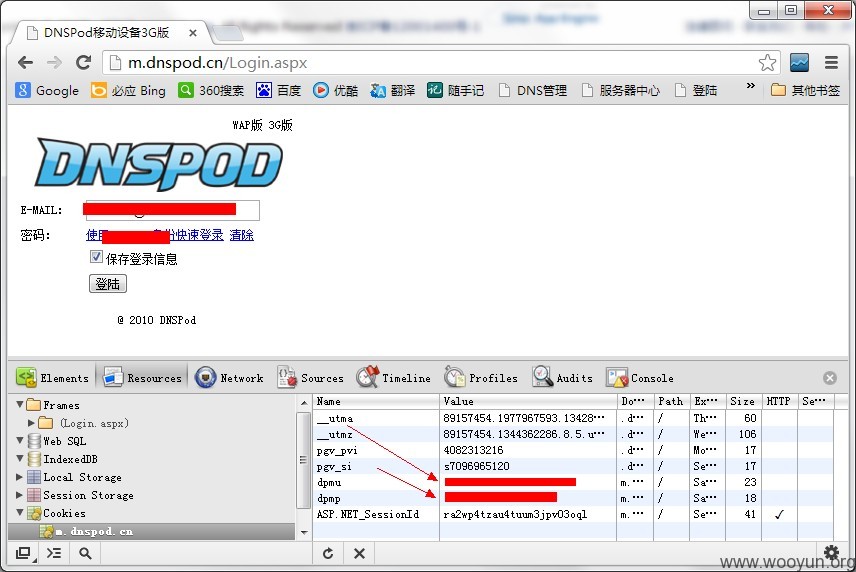 DNSPod移动设备3G版
m.dnspod.cn/Login.aspx
Google 必应 Bing 360搜索 百度 优酷 翻译 随手记 DNS管理 服务器中心 登陆 » 其他书签
WAP版 3G版
DNSPOD
E-MAIL:
密码: 使用 身份快速登录 清除
保存登录信息
登陆
@ 2010 DNSPod
Elements Resources Network Sources Timeline Profiles Audits Console
Frames
(Login.aspx)
Web SQL
IndexedDB
Local Storage
Session Storage
Cookies
m.dnspod.cn
Name Value Do… Path Ex… Size HTTP Se…
__utma 89157454.1977967593.13428… .d… / Th… 60
__utmz 89157454.1344362286.8.5.u… .d… / We… 106
pgv_pvi 4082313216 .d… / Mo… 17
pgv_si s7096965120 .d… / Se… 17
dpmu m.… / Sa… 23
dpmp m.… / Sa… 18
ASP.NET_SessionId ra2wp4tzau4tuum3jpv03oql m.… / Se… 41 ✓
www.wooyun.org